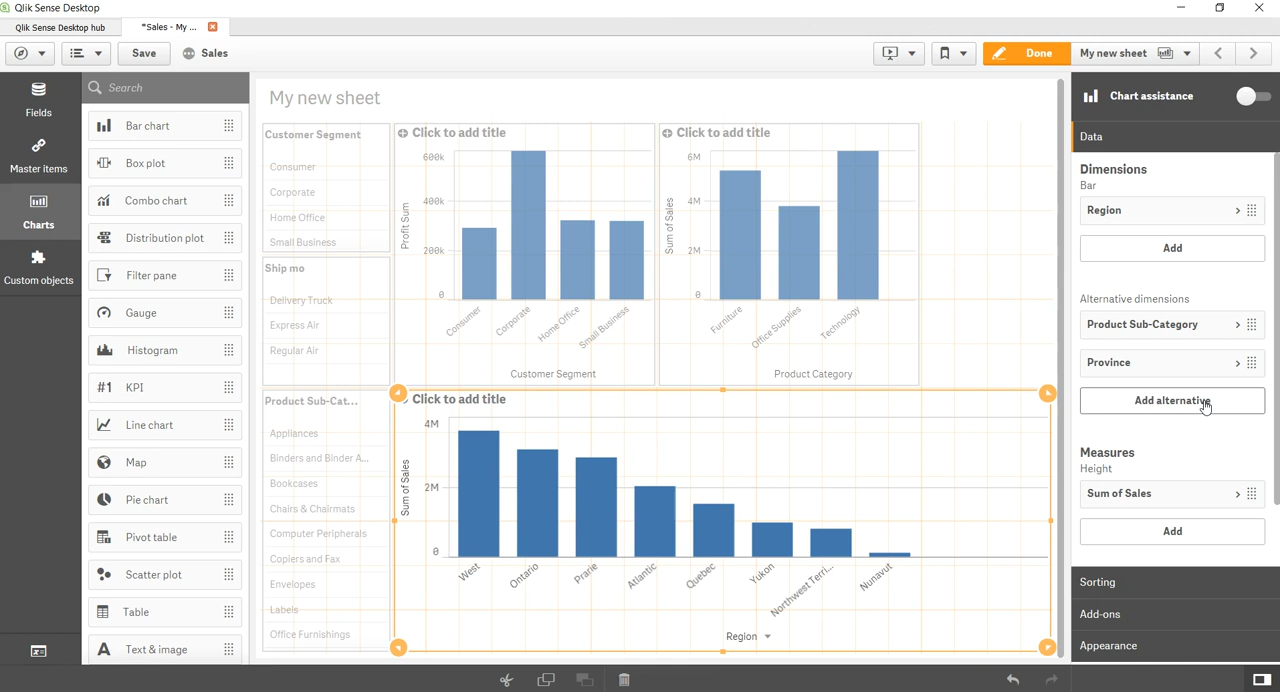 Qlik Sense Desktop
Qlik Sense Desktop hub
*Sales - My ...
Save
Sales
Done
My new sheet
Fields
Master items
Charts
Custom objects
Search
Bar chart
Box plot
Combo chart
Distribution plot
Filter pane
Gauge
Histogram
#1 KPI
Line chart
Map
Pie chart
Pivot table
Scatter plot
Table
A Text & image
My new sheet
Customer Segment
Consumer
Corporate
Home Office
Small Business
Ship mo
Delivery Truck
Express Air
Regular Air
Product Sub-Cat...
Appliances
Binders and Binder A...
Bookcases
Chairs & Chairmats
Computer Peripherals
Copiers and Fax
Envelopes
Labels
Office Furnishings
Click to add title
600k
400k
200k
0
Profit Sum
Consumer
Corporate
Home Office
Small Business
Customer Segment
Click to add title
6M
4M
2M
0
Sum of Sales
Furniture
Office Supplies
Technology
Product Category
Click to add title
4M
2M
0
Sum of Sales
West
Ontario
Prarie
Atlantic
Quebec
Yukon
Northwest Terri...
Nunavut
Region
Chart assistance
Data
Dimensions
Bar
Region
Add
Alternative dimensions
Product Sub-Category
Province
Add alternative
Measures
Height
Sum of Sales
Add
Sorting
Add-ons
Appearance